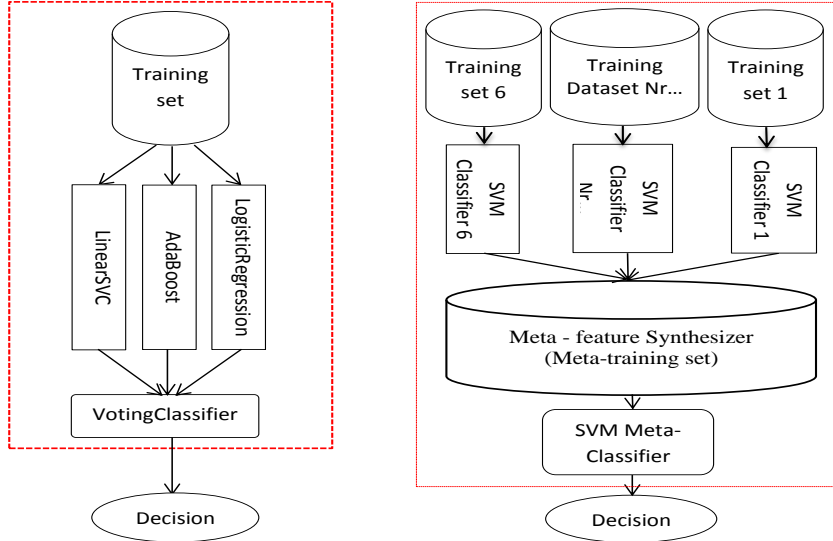 Training
set
LinearSVC
AdaBoost
LogisticRegression
VotingClassifier
Decision
Training
set 6
Training
Dataset Nr...
Training
set 1
SVM
Classifier 6
SVM
Classifier
Nr...
SVM
Classifier 1
Meta - feature Synthesizer
(Meta-training set)
SVM Meta-
Classifier
Decision